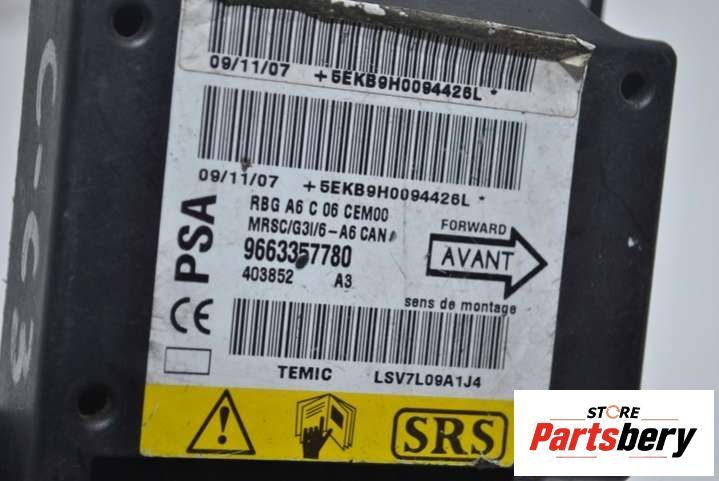 09/11/07 +5EKB9H0094426L*
09/11/07 +5EKB9H0094426L*
PSA
RBG A6 C 06 CEM00
MRSC/G3I/6-A6 CAN
9663357780
403852 A3
FORWARD
AVANT
sens de montage
CE
TEMIC LSV7L09A1J4
SRS
C-C3
STORE
Partsbery